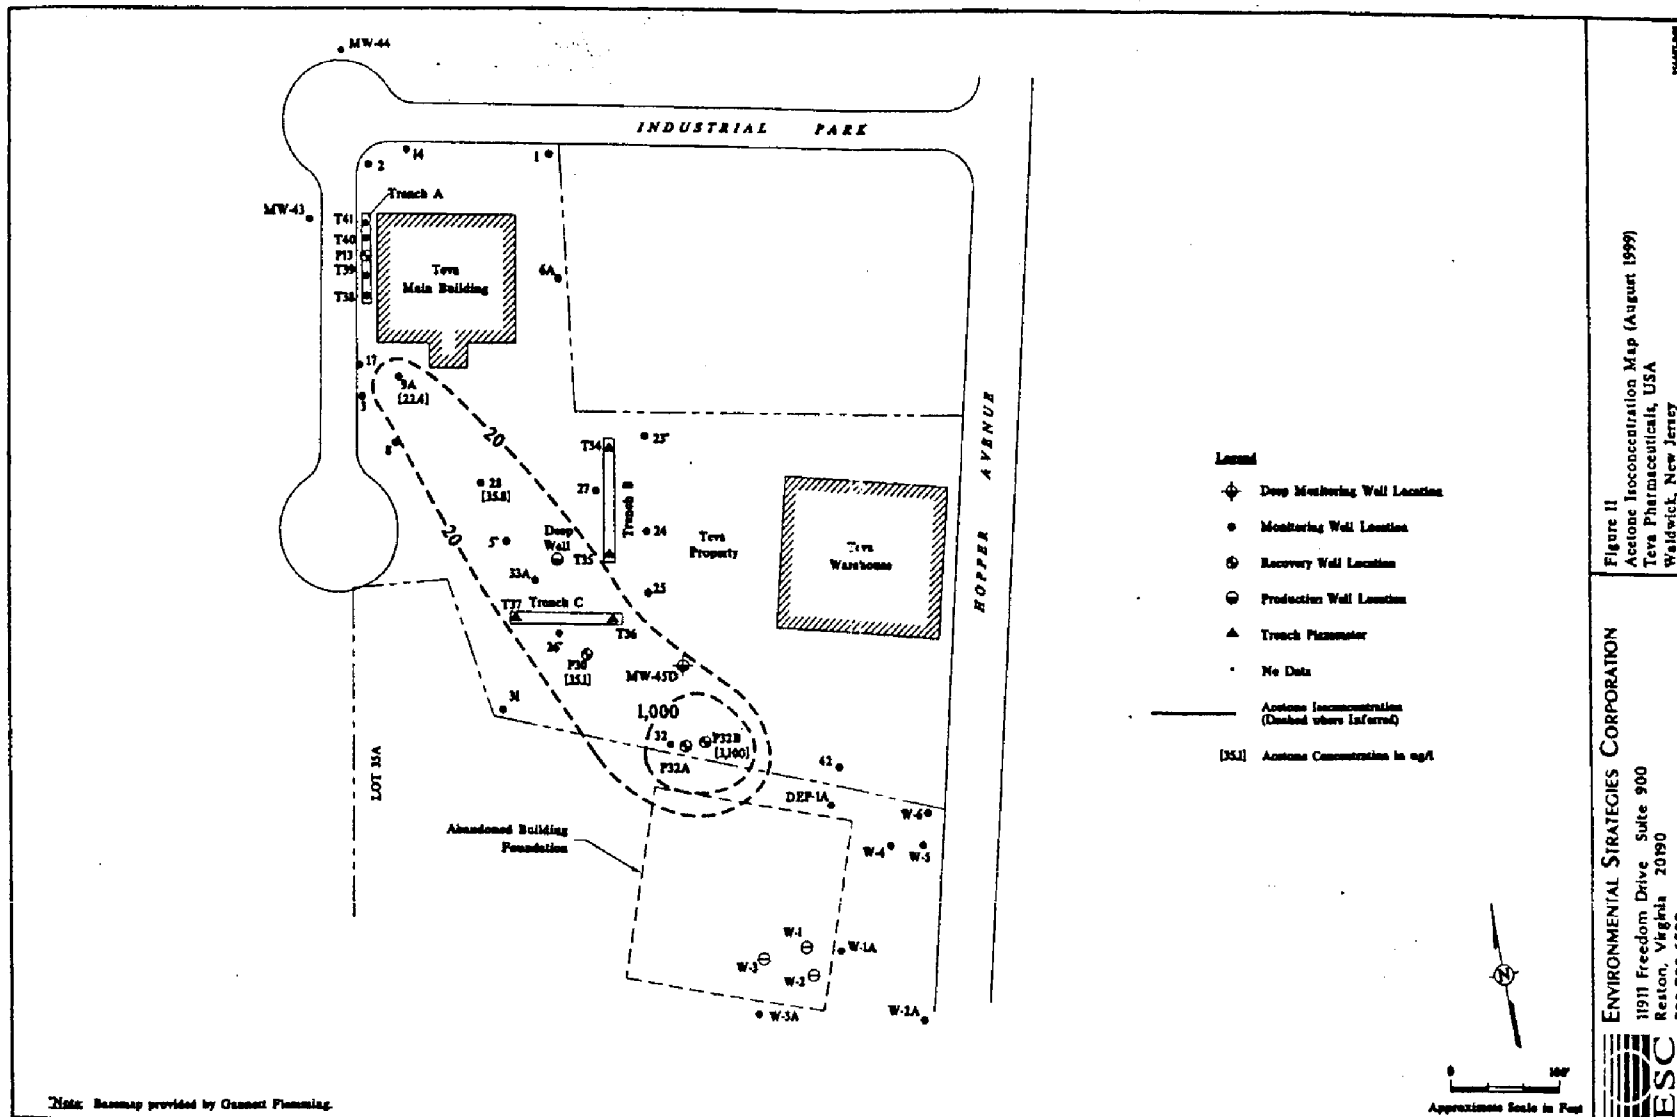 MW-44
INDUSTRIAL PARK
14
2
1
Trench A
MW-43
T41
T40
P13
T39
T38
Teva
Main Building
6A
17
9A
[22.4]
3
8
20
20
28
[35.8]
T34
23*
27
Trench B
24
Deep
Well
5*
T35
33A
25
Teva
Property
Teva
Warehouse
HOPPER AVENUE
T37
Trench C
T36
26*
P30
[35.1]
MW-45D
31
1,000
32
P32B
[1,100]
P32A
42
DEP-1A
LOT 35A
W-6
W-4
W-5
Abandoned Building
Foundation
W-1
W-1A
W-3
W-2
W-3A
W-2A
Legend
Deep Monitoring Well Location
Monitoring Well Location
Recovery Well Location
Production Well Location
Trench Piezometer
* No Data
Acetone Isoconcentration
(Dashed where Inferred)
[35.1] Acetone Concentration in ug/l
N
0 100'
Approximate Scale in Feet
Note: Basemap provided by Gannett Flemming.
Figure 11
Acetone Isoconcentration Map (August 1999)
Teva Pharmaceuticals, USA
Waldwick, New Jersey
ENVIRONMENTAL STRATEGIES CORPORATION
11911 Freedom Drive Suite 900
Reston, Virginia 20190
ESC